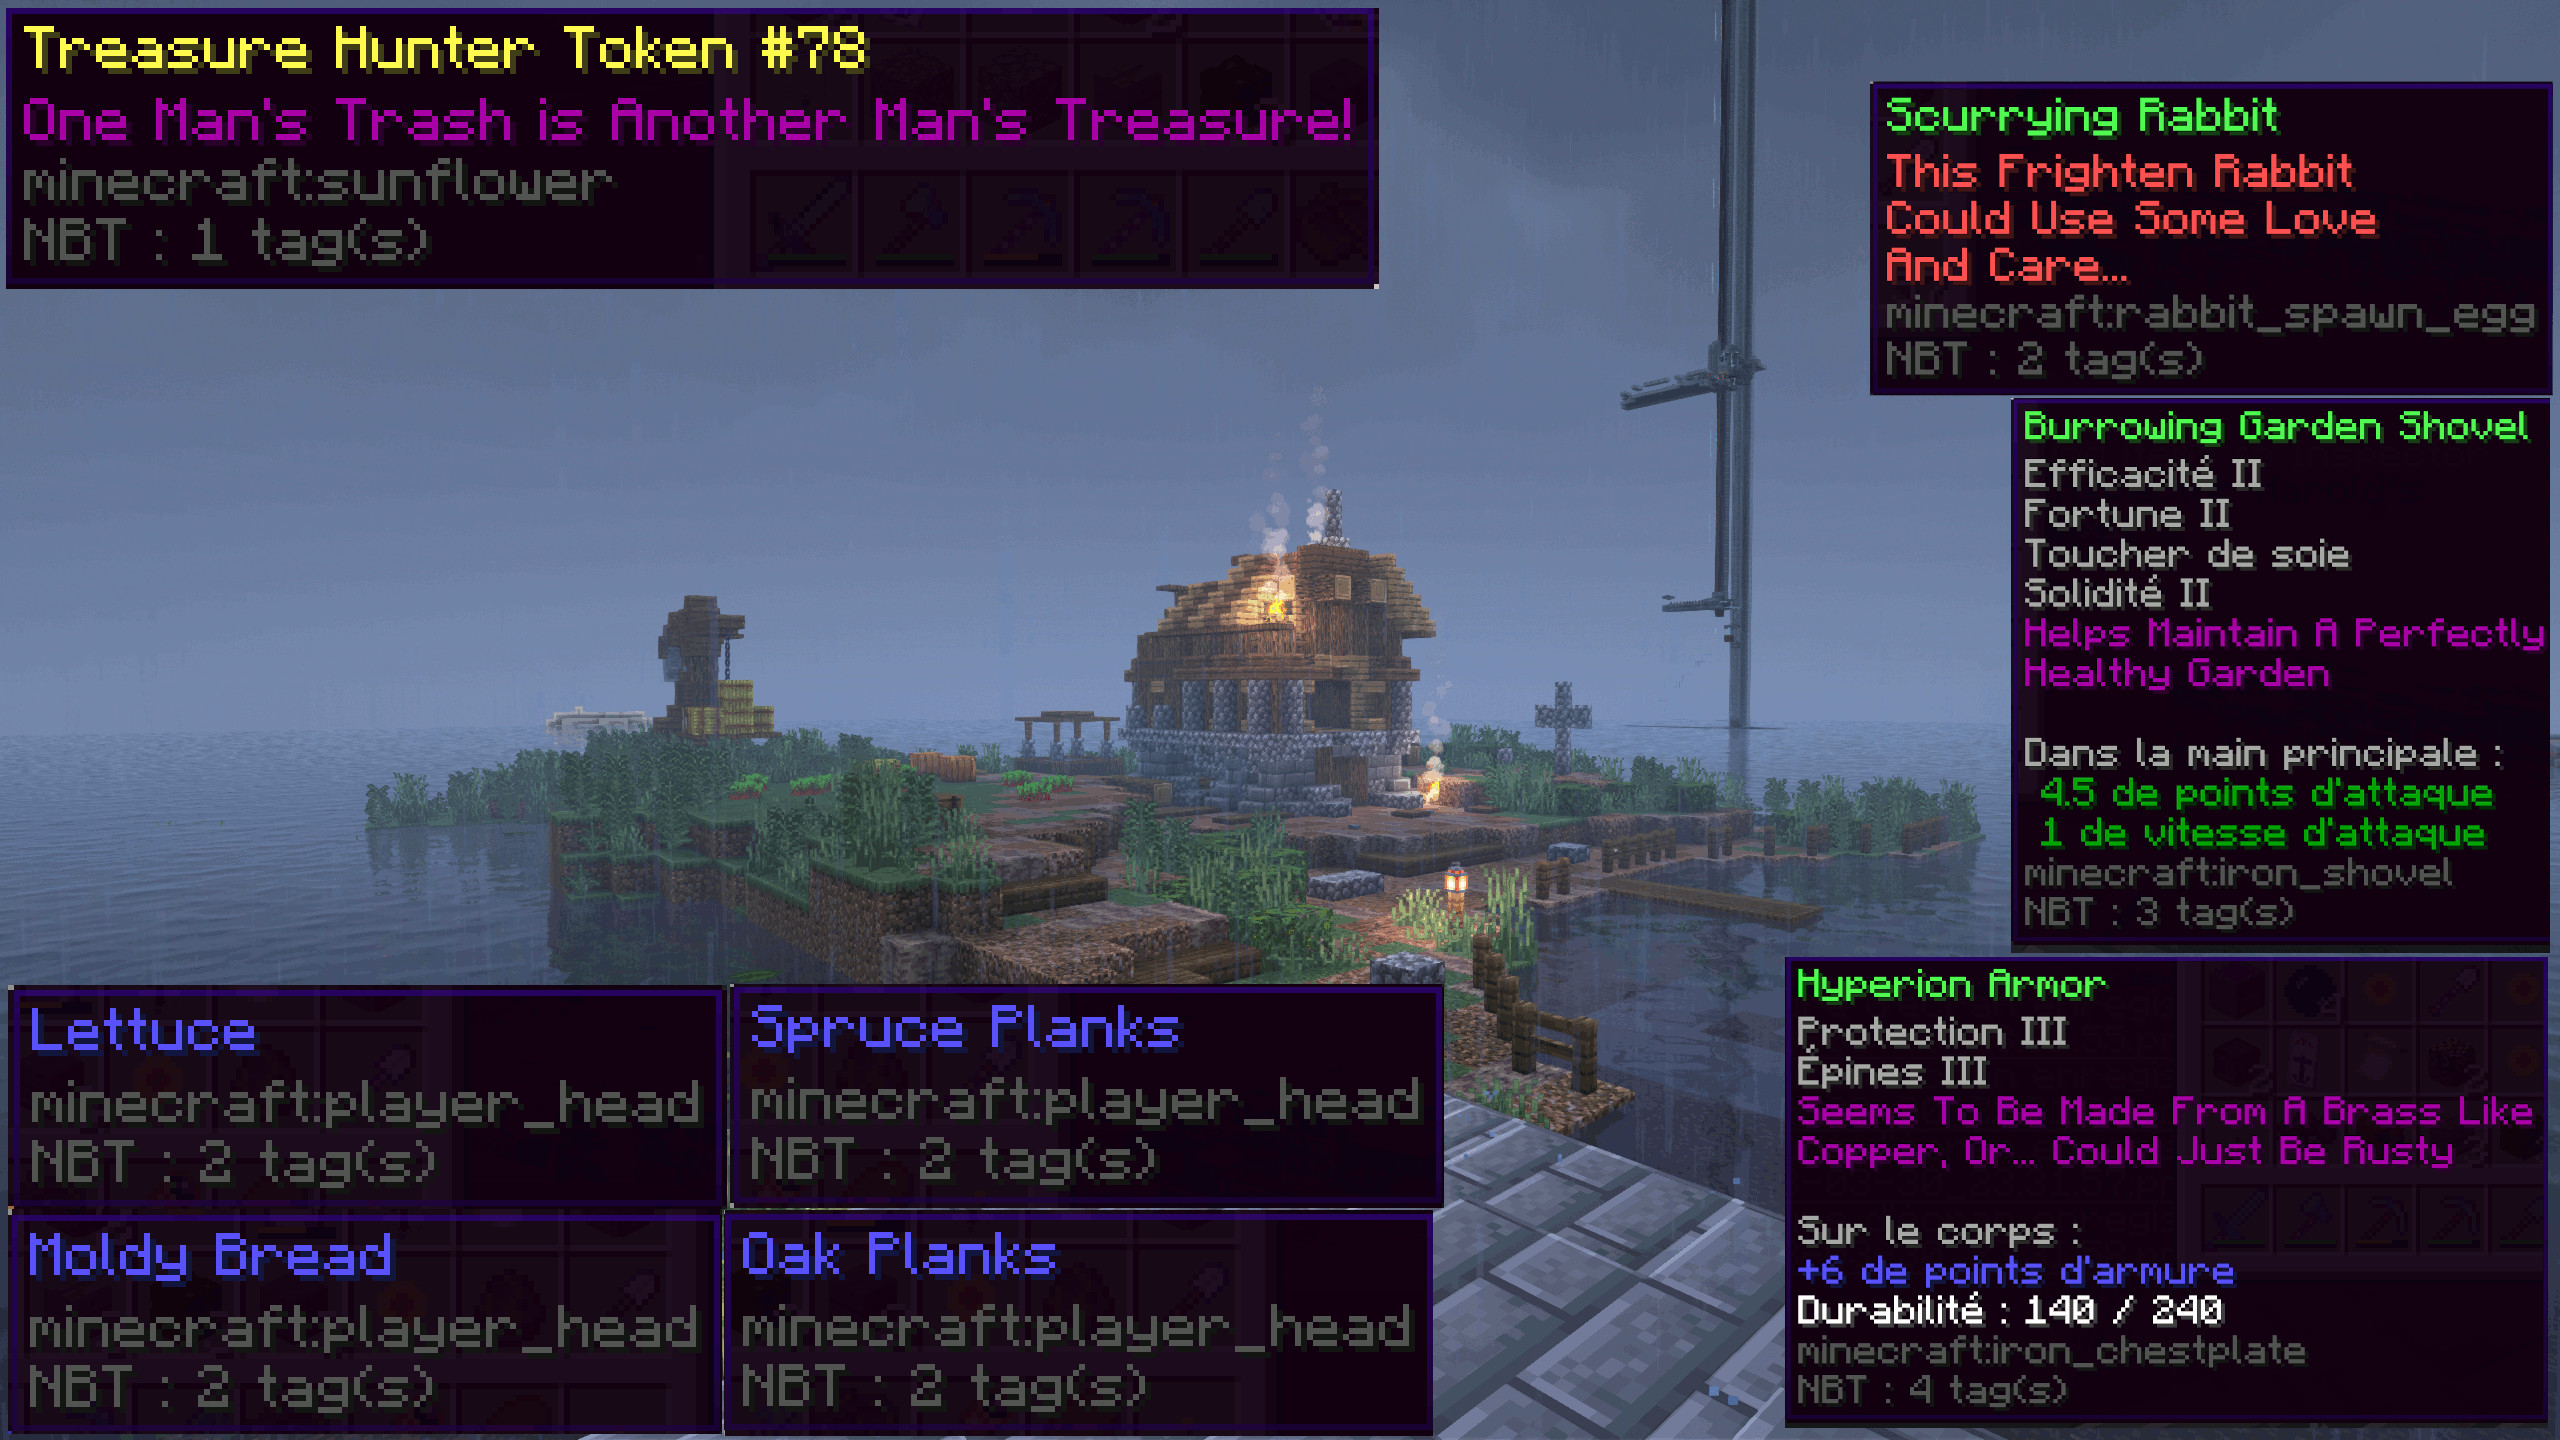 Treasure Hunter Token #78
One Man's Trash is Another Man's Treasure!
minecraft:sunflower
NBT : 1 tag(s)
Scurrying Rabbit
This Frighten Rabbit
Could Use Some Love
And Care...
minecraft:rabbit_spawn_egg
NBT : 2 tag(s)
Burrowing Garden Shovel
Efficacité II
Fortune II
Toucher de soie
Solidité II
Helps Maintain A Perfectly
Healthy Garden
Dans la main principale :
4.5 de points d'attaque
1 de vitesse d'attaque
minecraft:iron_shovel
NBT : 3 tag(s)
Lettuce
minecraft:player_head
NBT : 2 tag(s)
Spruce Planks
minecraft:player_head
NBT : 2 tag(s)
Moldy Bread
minecraft:player_head
NBT : 2 tag(s)
Oak Planks
minecraft:player_head
NBT : 2 tag(s)
Hyperion Armor
Protection III
Épines III
Seems To Be Made From A Brass Like
Copper, Or... Could Just Be Rusty
Sur le corps :
+6 de points d'armure
Durabilité : 140 / 240
minecraft:iron_chestplate
NBT : 4 tag(s)